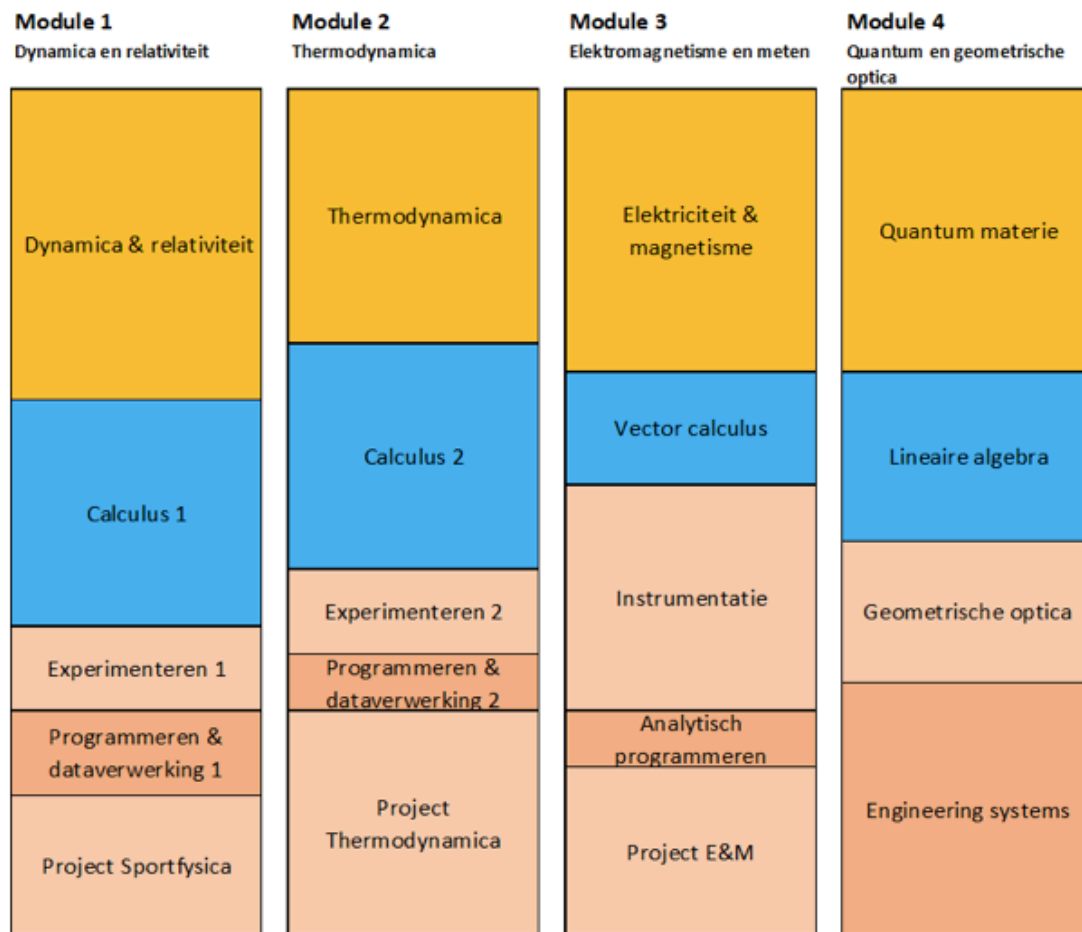 Module 1
Dynamica en relativiteit
Dynamica & relativiteit
Calculus 1
Experimenteren 1
Programmeren &
dataverwerking 1
Project Sportfysica
Module 2
Thermodynamica
Thermodynamica
Calculus 2
Experimenteren 2
Programmeren &
dataverwerking 2
Project
Thermodynamica
Module 3
Elektromagnetisme en meten
Elektriciteit &
magnetisme
Vector calculus
Instrumentatie
Analytisch
programmeren
Project E&M
Module 4
Quantum en geometrische
optica
Quantum materie
Lineaire algebra
Geometrische optica
Engineering systems